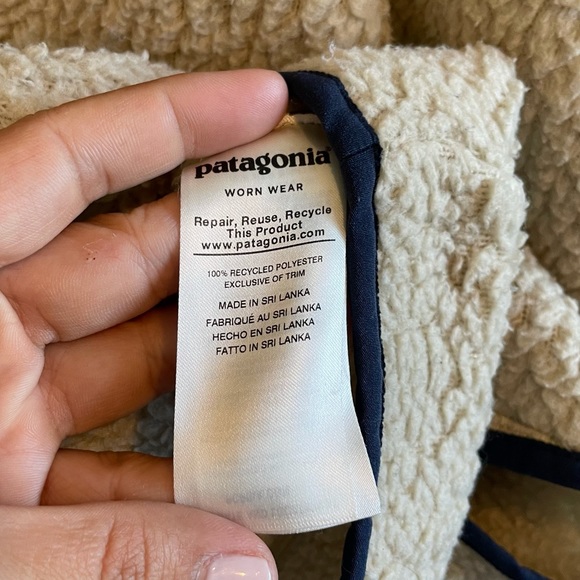 patagonia®
WORN WEAR
Repair, Reuse, Recycle
This Product
www.patagonia.com
100% RECYCLED POLYESTER
EXCLUSIVE OF TRIM
MADE IN SRI LANKA
FABRIQUÉ AU SRI LANKA
HECHO EN SRI LANKA
FATTO IN SRI LANKA